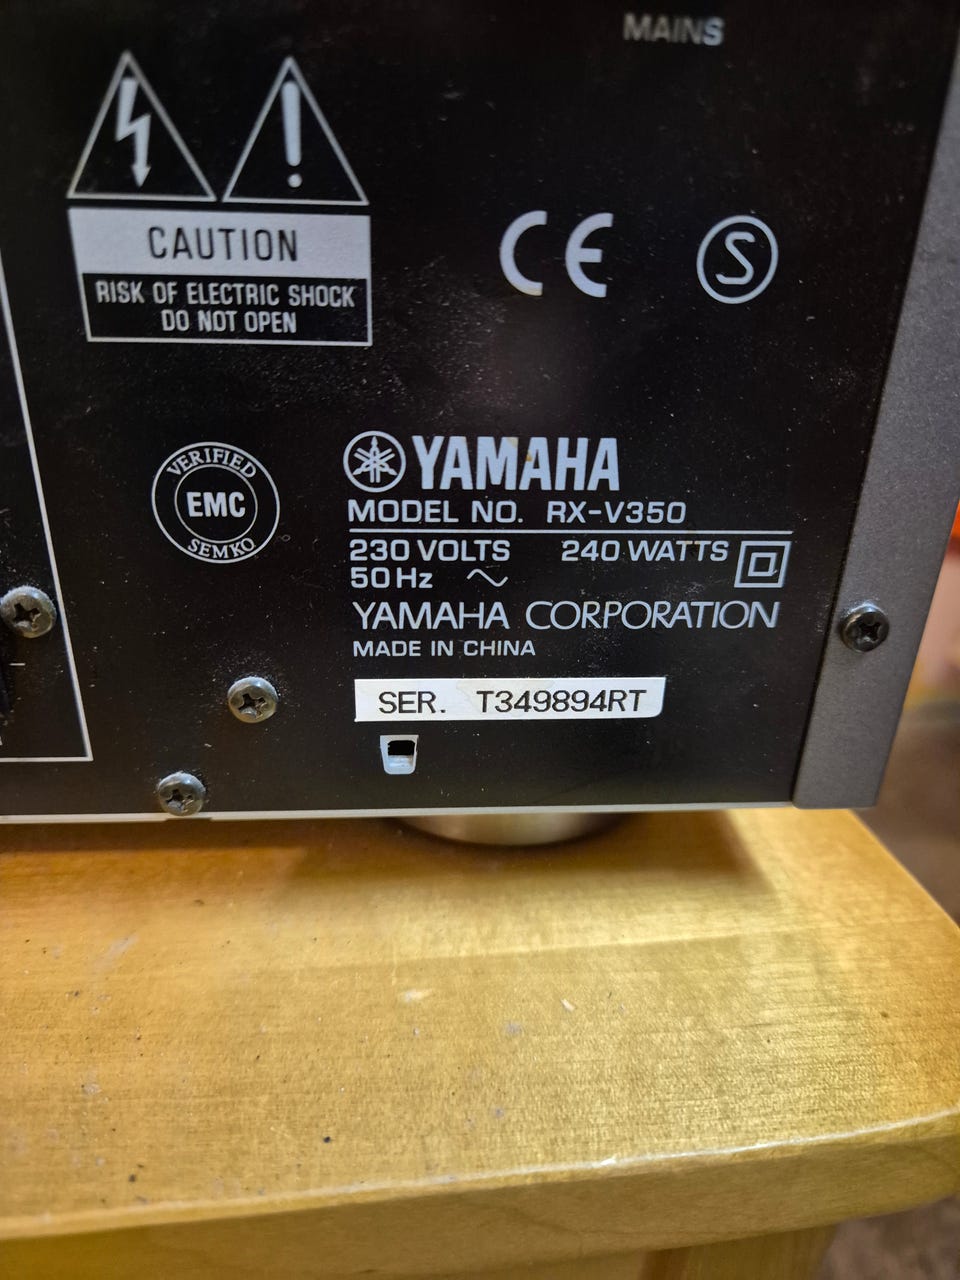 MAINS
CAUTION
RISK OF ELECTRIC SHOCK
DO NOT OPEN
CE
S
VERIFIED
EMC
SEMKO
YAMAHA
MODEL NO. RX-V350
230 VOLTS 240 WATTS
50 Hz
YAMAHA CORPORATION
MADE IN CHINA
SER. T349894RT